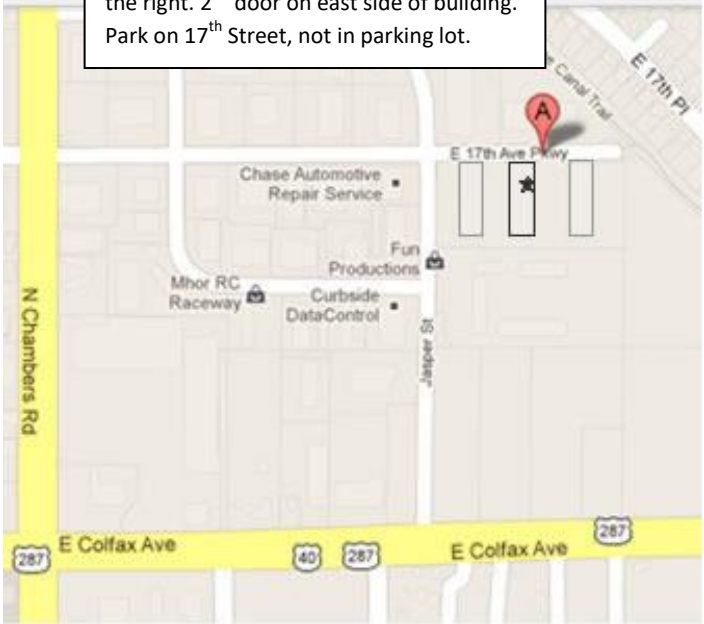 the right. 2nd door on east side of building.
Park on 17th Street, not in parking lot.
E 17th Pl
Canal Trail
A
E 17th Ave Pkwy
Chase Automotive
Repair Service
Fun
Productions
Mhor RC
Raceway
Curbside
DataControl
N Chambers Rd
Jasper St
287
E Colfax Ave
40
287
E Colfax Ave
287